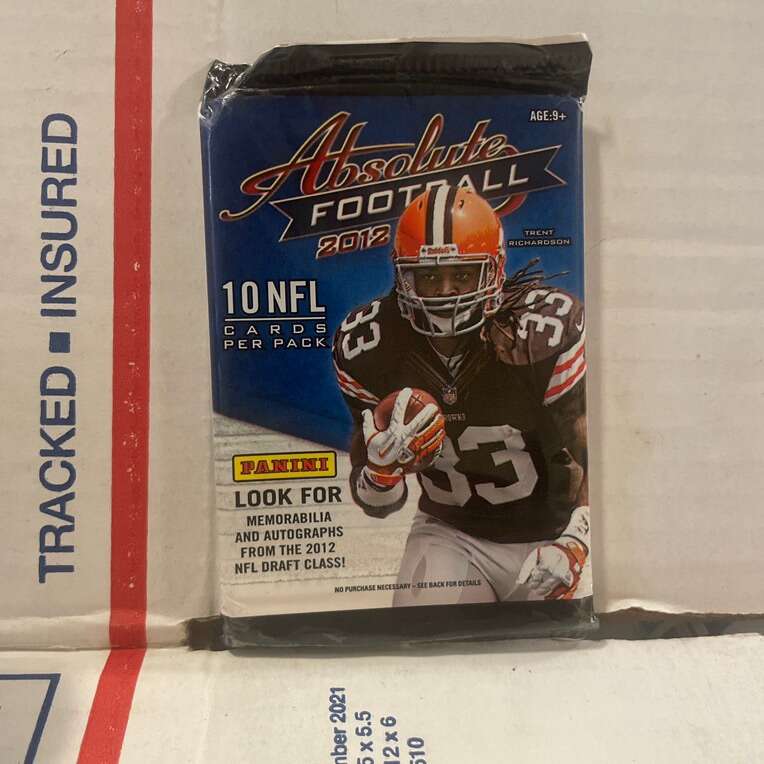 TRACKED ■ INSURED
AGE:9+
Absolute
FOOTBALL
2012
TRENT
RICHARDSON
10 NFL
CARDS
PER PACK
33
33
Riddell
NFL
33
PANINI
LOOK FOR
MEMORABILIA
AND AUTOGRAPHS
FROM THE 2012
NFL DRAFT CLASS!
NO PURCHASE NECESSARY – SEE BACK FOR DETAILS
mber 2021
5 x 5.5
12 x 6
510